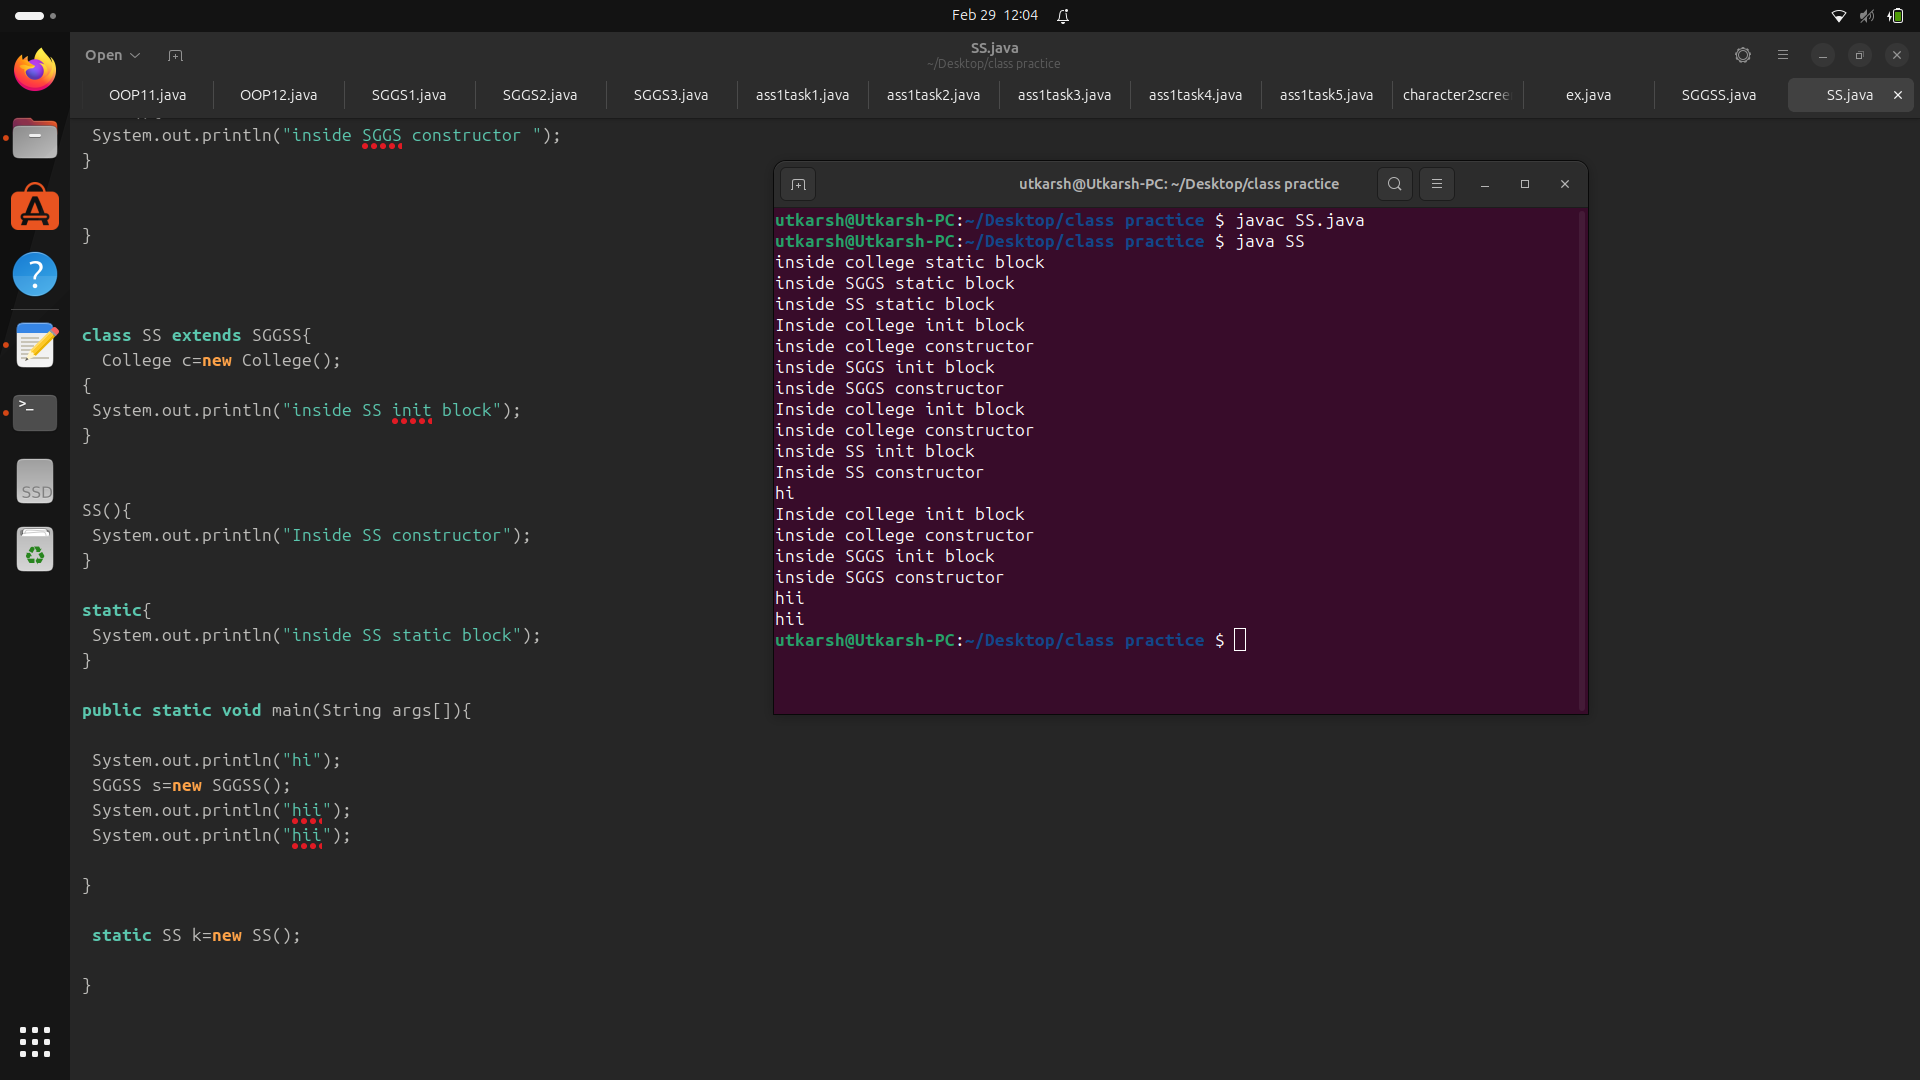 Feb 29 12:04
Open
SS.java
~/Desktop/class practice
OOP11.java
OOP12.java
SGGS1.java
SGGS2.java
SGGS3.java
ass1task1.java
ass1task2.java
ass1task3.java
ass1task4.java
ass1task5.java
character2scree
ex.java
SGGSS.java
SS.java
System.out.println("inside SGGS constructor ");
}
}
class SS extends SGGSS{
College c=new College();
{
System.out.println("inside SS init block");
}
SS(){
System.out.println("Inside SS constructor");
}
static{
System.out.println("inside SS static block");
}
public static void main(String args[]){
System.out.println("hi");
SGGSS s=new SGGSS();
System.out.println("hii");
System.out.println("hii");
}
static SS k=new SS();
}
utkarsh@Utkarsh-PC: ~/Desktop/class practice
utkarsh@Utkarsh-PC:~/Desktop/class practice $ javac SS.java
utkarsh@Utkarsh-PC:~/Desktop/class practice $ java SS
inside college static block
inside SGGS static block
inside SS static block
Inside college init block
inside college constructor
inside SGGS init block
inside SGGS constructor
Inside college init block
inside college constructor
inside SS init block
Inside SS constructor
hi
Inside college init block
inside college constructor
inside SGGS init block
inside SGGS constructor
hii
hii
utkarsh@Utkarsh-PC:~/Desktop/class practice $
SSD